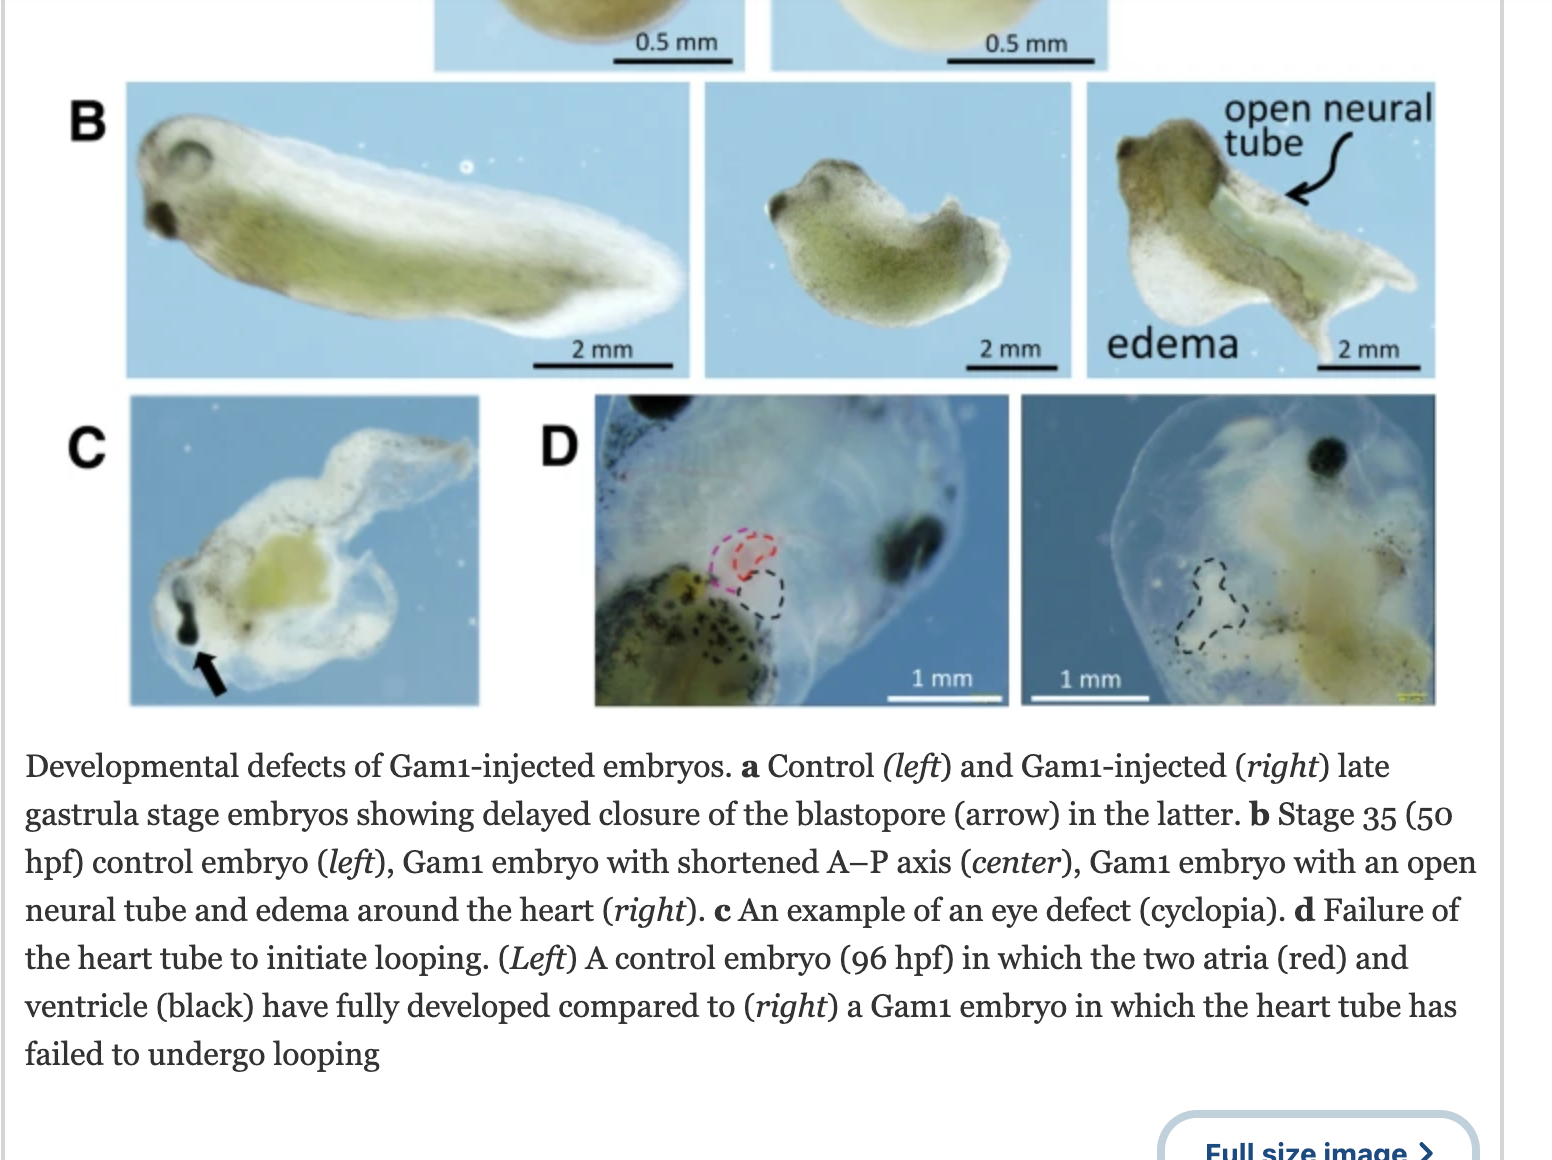 0.5 mm
0.5 mm
B
open neural
tube
edema
2 mm
2 mm
2 mm
C
D
1 mm
1 mm
Developmental defects of Gam1-injected embryos. a Control (left) and Gam1-injected (right) late
gastrula stage embryos showing delayed closure of the blastopore (arrow) in the latter. b Stage 35 (50
hpf) control embryo (left), Gam1 embryo with shortened A–P axis (center), Gam1 embryo with an open
neural tube and edema around the heart (right). c An example of an eye defect (cyclopia). d Failure of
the heart tube to initiate looping. (Left) A control embryo (96 hpf) in which the two atria (red) and
ventricle (black) have fully developed compared to (right) a Gam1 embryo in which the heart tube has
failed to undergo looping
Full size image